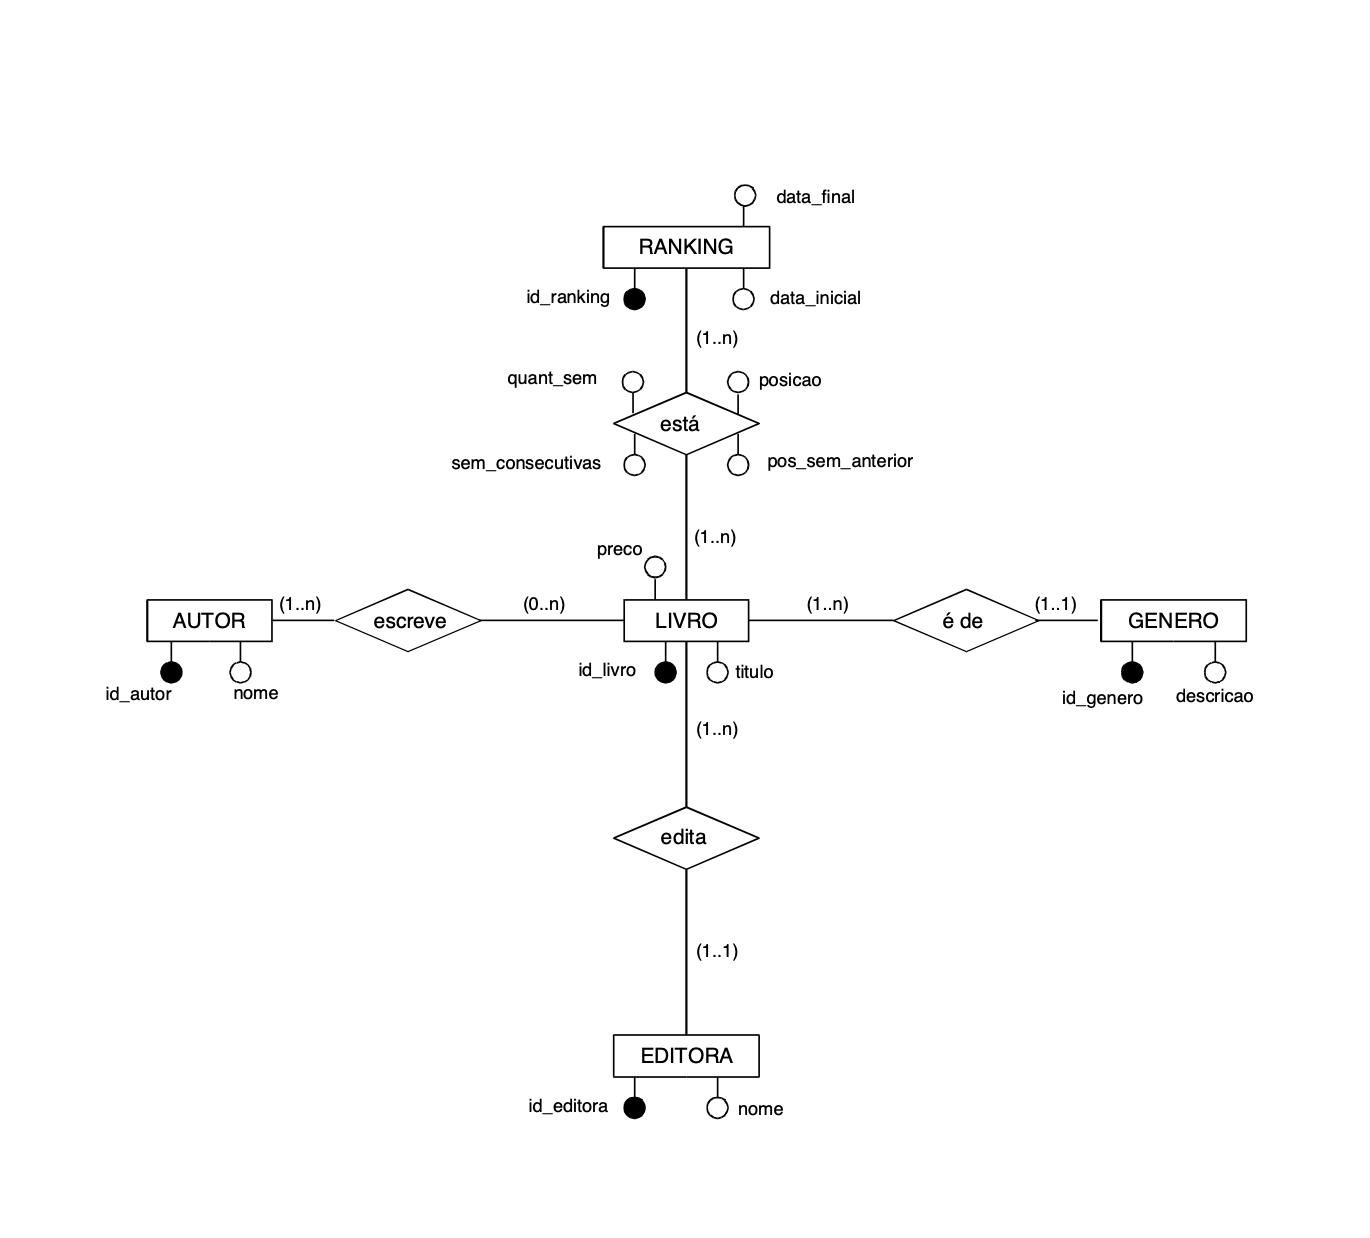 data_final
RANKING
id_ranking
data_inicial
(1..n)
quant_sem
posicao
está
sem_consecutivas
pos_sem_anterior
(1..n)
preco
AUTOR
(1..n)
escreve
(0..n)
LIVRO
(1..n)
é de
(1..1)
GENERO
id_autor
nome
id_livro
titulo
id_genero
descricao
(1..n)
edita
(1..1)
EDITORA
id_editora
nome